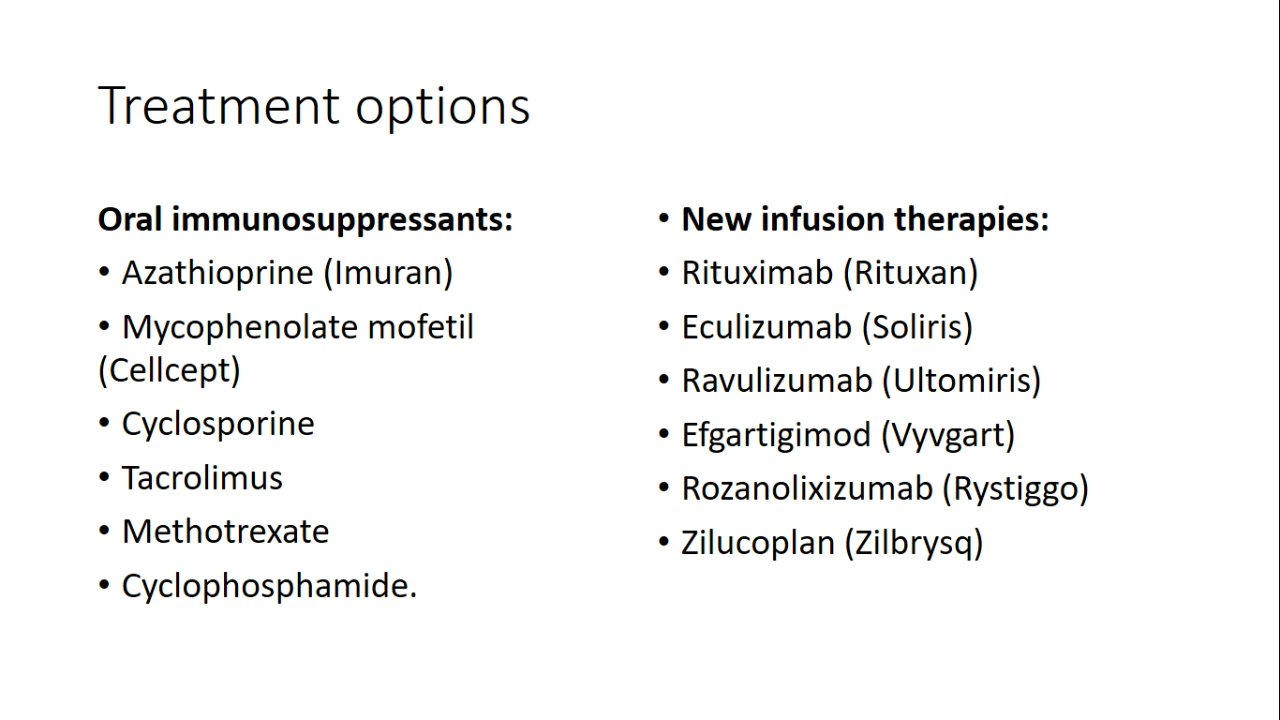 Treatment options
Oral immunosuppressants:
• Azathioprine (Imuran)
• Mycophenolate mofetil
(Cellcept)
• Cyclosporine
• Tacrolimus
• Methotrexate
• Cyclophosphamide.
• New infusion therapies:
• Rituximab (Rituxan)
• Eculizumab (Soliris)
• Ravulizumab (Ultomiris)
• Efgartigimod (Vyvgart)
• Rozanolixizumab (Rystiggo)
• Zilucoplan (Zilbrysq)